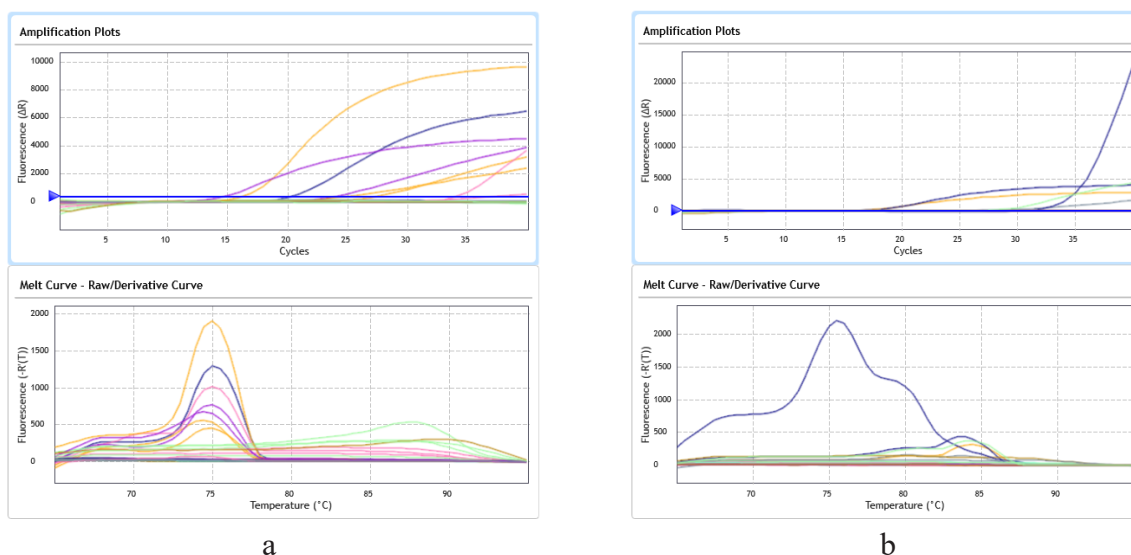 Amplification Plots
10000
8000
6000
4000
2000
0
Fluorescence (ΔR)
5 10 15 20 25 30 35
Cycles
Melt Curve - Raw/Derivative Curve
2000
1500
1000
500
0
Fluorescence (-R'(T))
70 75 80 85 90
Temperature (°C)
a
Amplification Plots
20000
15000
10000
5000
0
Fluorescence (ΔR)
5 10 15 20 25 30 35
Cycles
Melt Curve - Raw/Derivative Curve
2000
1500
1000
500
0
Fluorescence (-R'(T))
70 75 80 85 90
Temperature (°C)
b